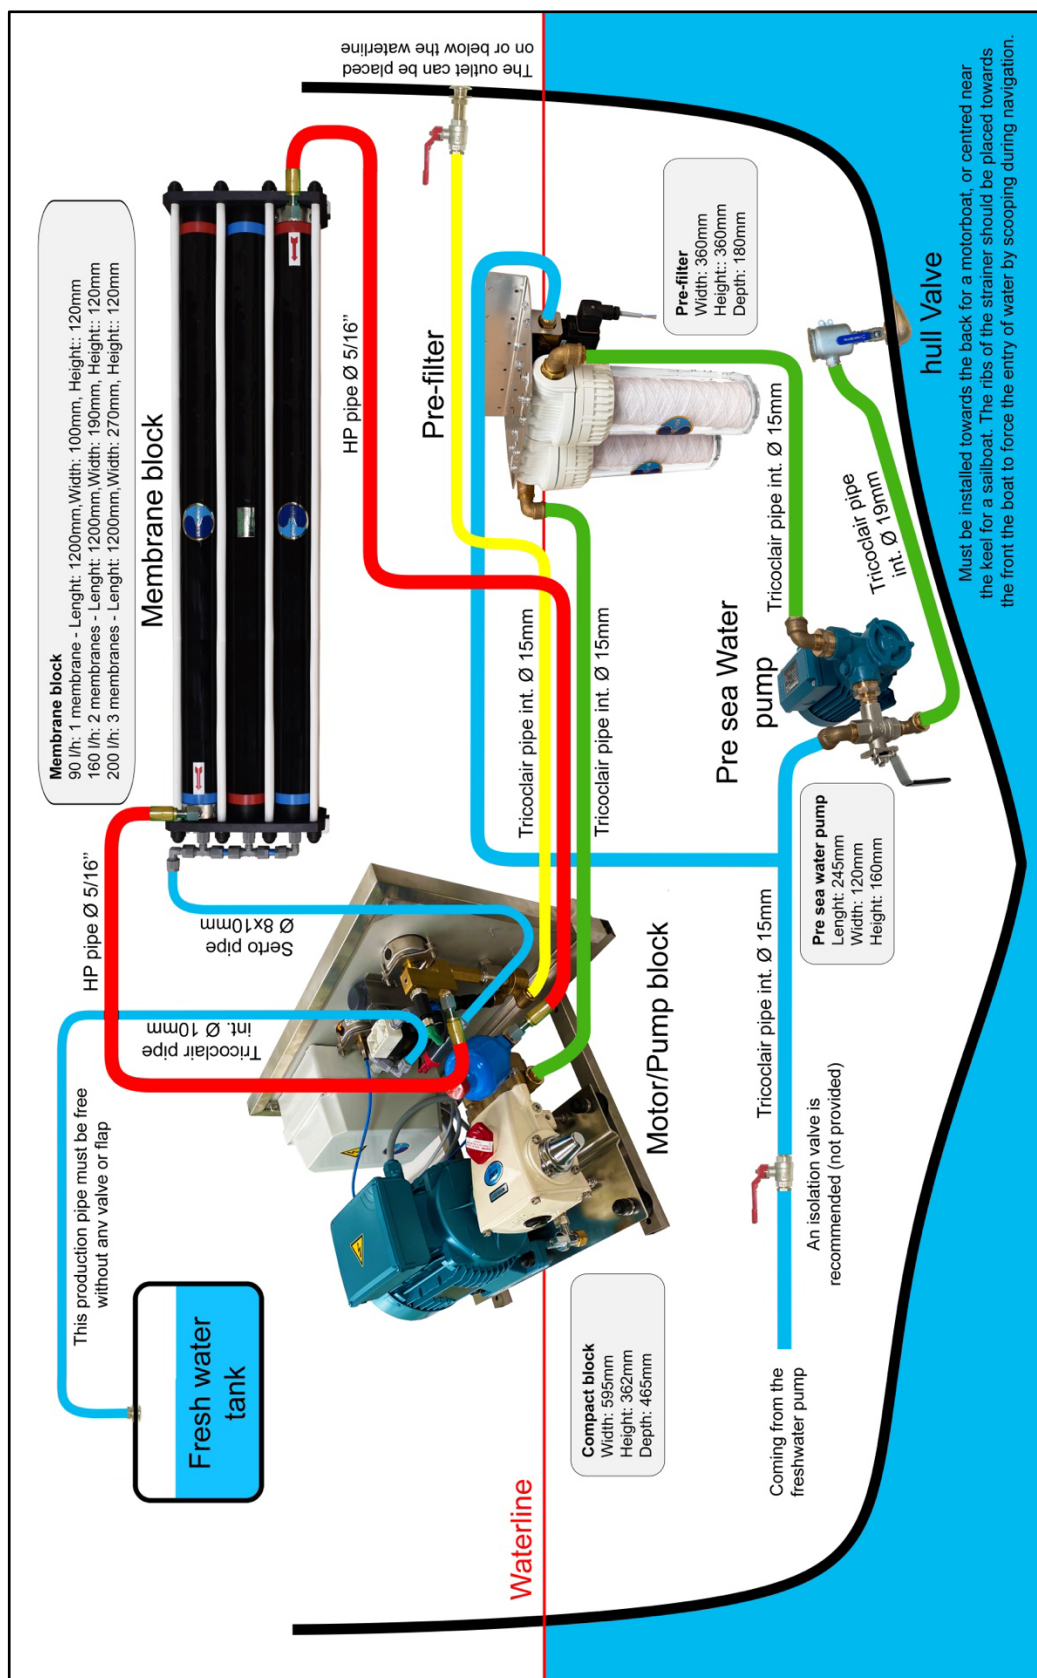 Membrane block
90 l/h: 1 membrane - Lenght: 1200mm,Width: 100mm, Height:: 120mm
160 l/h: 2 membranes - Lenght: 1200mm,Width: 190mm, Height:: 120mm
200 l/h: 3 membranes - Lenght: 1200mm,Width: 270mm, Height:: 120mm
Membrane block
HP pipe Ø 5/16”
HP pipe Ø 5/16”
The outlet can be placed
on or below the waterline
This production pipe must be free
without anv valve or flap
Tricoclair pipe
int. Ø 10mm
Serto pipe
Ø 8x10mm
Fresh water
tank
Pre-filter
Pre-filter
Width: 360mm
Height:: 360mm
Depth: 180mm
Motor/Pump block
Tricoclair pipe int. Ø 15mm
Tricoclair pipe int. Ø 15mm
Tricoclair pipe int. Ø 15mm
Waterline
Compact block
Width: 595mm
Height: 362mm
Depth: 465mm
Pre sea Water
pump
Tricoclair pipe
int. Ø 19mm
hull Valve
Pre sea water pump
Lenght: 245mm
Width: 120mm
Height: 160mm
Tricoclair pipe int. Ø 15mm
An isolation valve is
recommended (not provided)
Coming from the
freshwater pump
Must be installed towards the back for a motorboat, or centred near
the keel for a sailboat. The ribs of the strainer should be placed towards
the front the boat to force the entry of water by scooping during navigation.